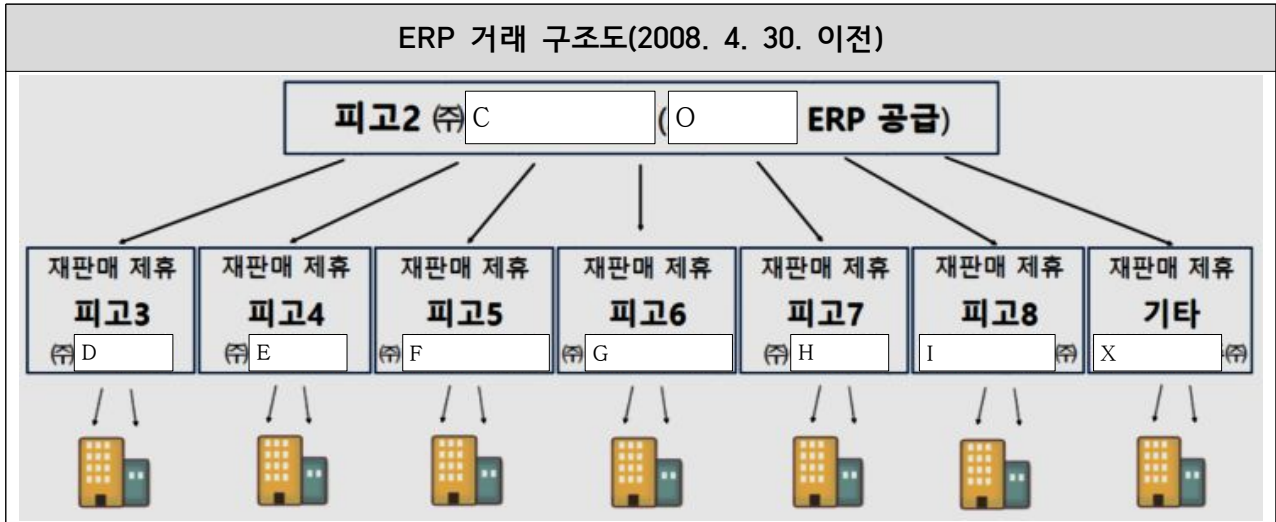 ERP 거래 구조도(2008. 4. 30. 이전)
피고2 ㈜ C (O ERP 공급)
재판매 제휴 재판매 제휴 재판매 제휴 재판매 제휴 재판매 제휴 재판매 제휴 재판매 제휴
피고3 피고4 피고5 피고6 피고7 피고8 기타
㈜ D ㈜ E ㈜ F ㈜ G ㈜ H I ㈜ X ㈜